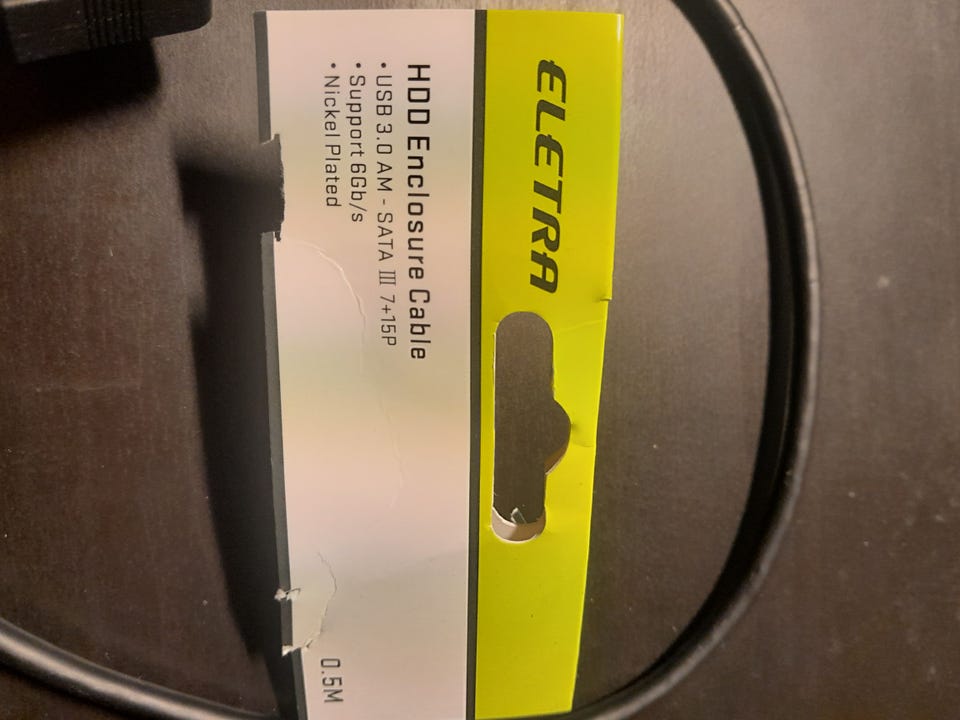 ELETRA
HDD Enclosure Cable
• USB 3.0 AM - SATA III 7+15P
• Support 6Gb/s
• Nickel Plated
0.5M